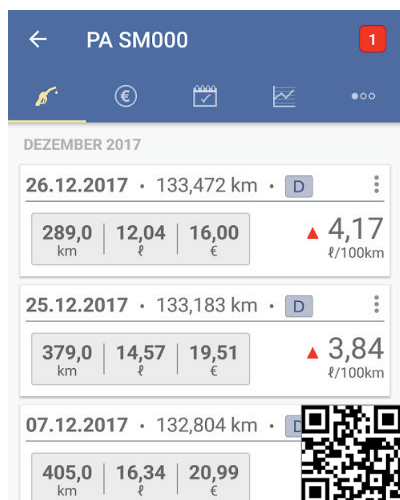 PA SM000
1
DEZEMBER 2017
26.12.2017 · 133,472 km · D
289,0 km | 12,04 ℓ | 16,00 €
▲ 4,17 ℓ/100km
25.12.2017 · 133,183 km · D
379,0 km | 14,57 ℓ | 19,51 €
▲ 3,84 ℓ/100km
07.12.2017 · 132,804 km ·
405,0 km | 16,34 ℓ | 20,99 €